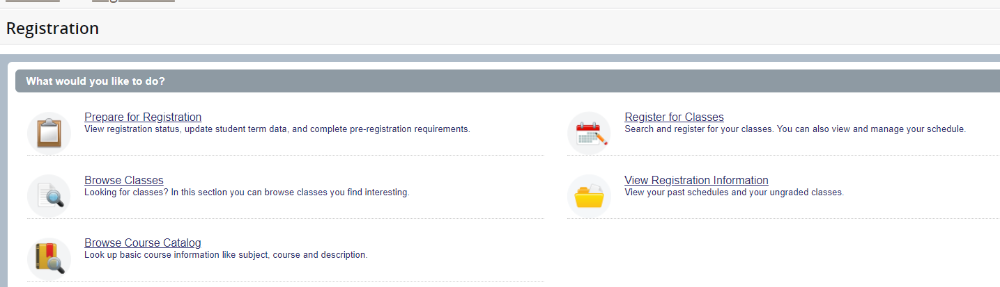 Registration
What would you like to do?
Prepare for Registration
View registration status, update student term data, and complete pre-registration requirements.
Register for Classes
Search and register for your classes. You can also view and manage your schedule.
Browse Classes
Looking for classes? In this section you can browse classes you find interesting.
View Registration Information
View your past schedules and your ungraded classes.
Browse Course Catalog
Look up basic course information like subject, course and description.